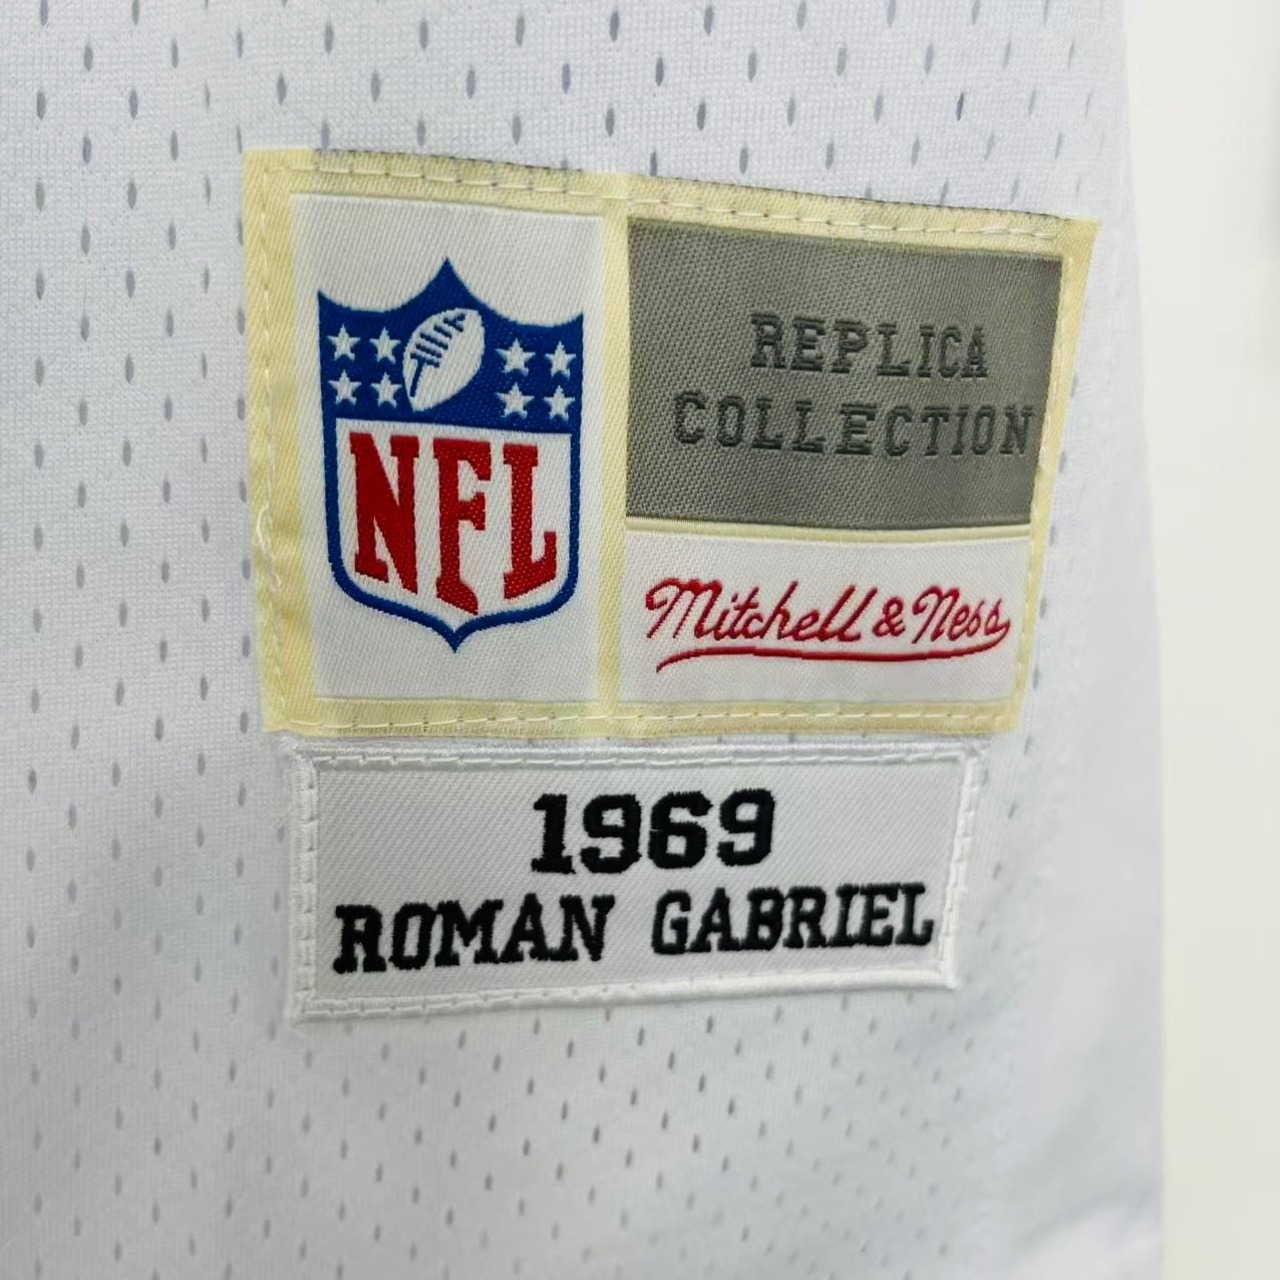 NFL
REPLICA
COLLECTION
Mitchell & Ness
1969
ROMAN GABRIEL